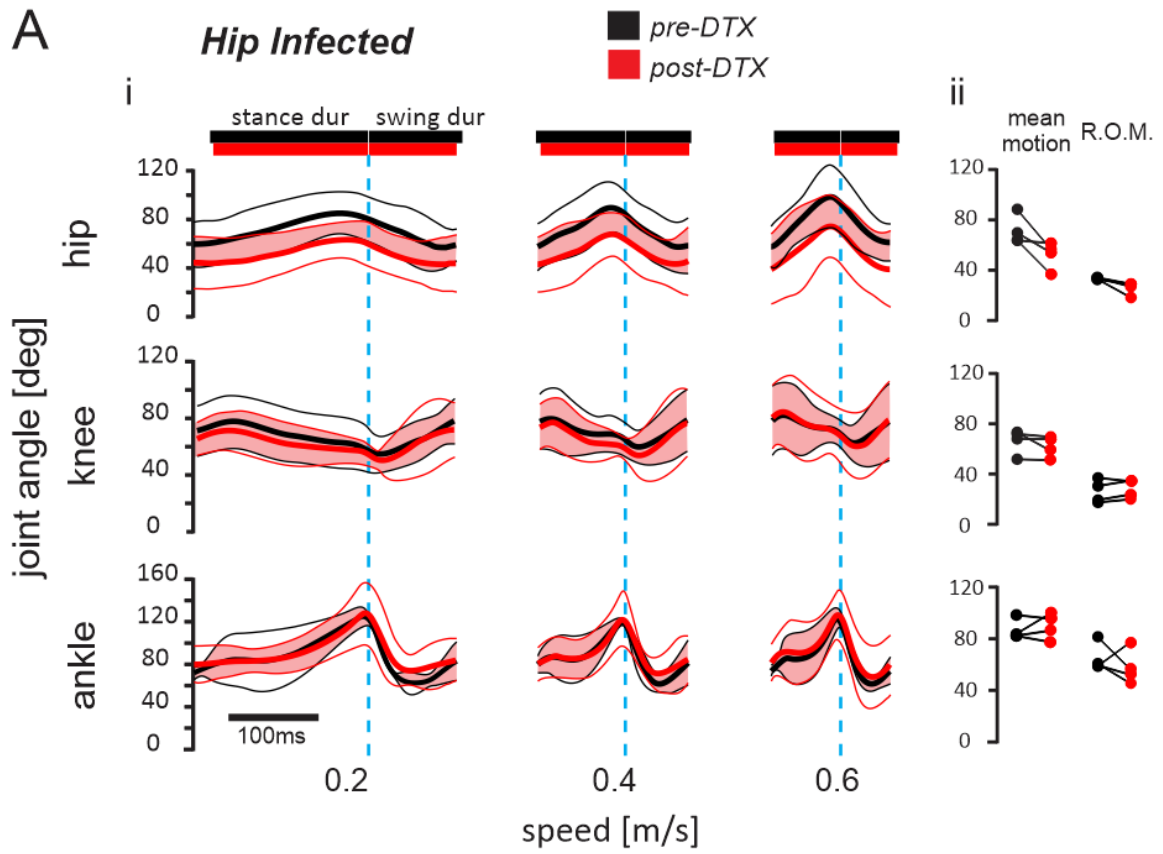 A
Hip Infected
pre-DTX
post-DTX
i
ii
stance dur
swing dur
mean
motion
R.O.M.
joint angle [deg]
hip
120
80
40
0
120
80
40
0
knee
120
80
40
0
120
80
40
0
ankle
160
120
80
40
0
120
80
40
0
100ms
0.2
0.4
0.6
speed [m/s]